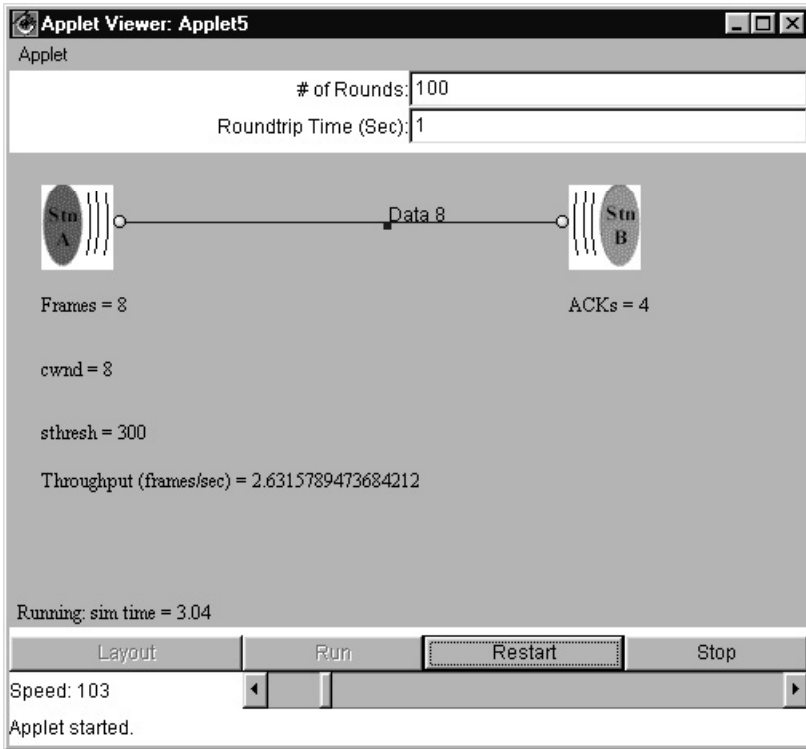 Applet Viewer: Applet5
Applet
# of Rounds: 100
Roundtrip Time (Sec): 1
Stn A
Data 8
Stn B
Frames = 8
ACKs = 4
cwnd = 8
sthresh = 300
Throughput (frames/sec) = 2.6315789473684212
Running: sim time = 3.04
Layout Run Restart Stop
Speed: 103
Applet started.